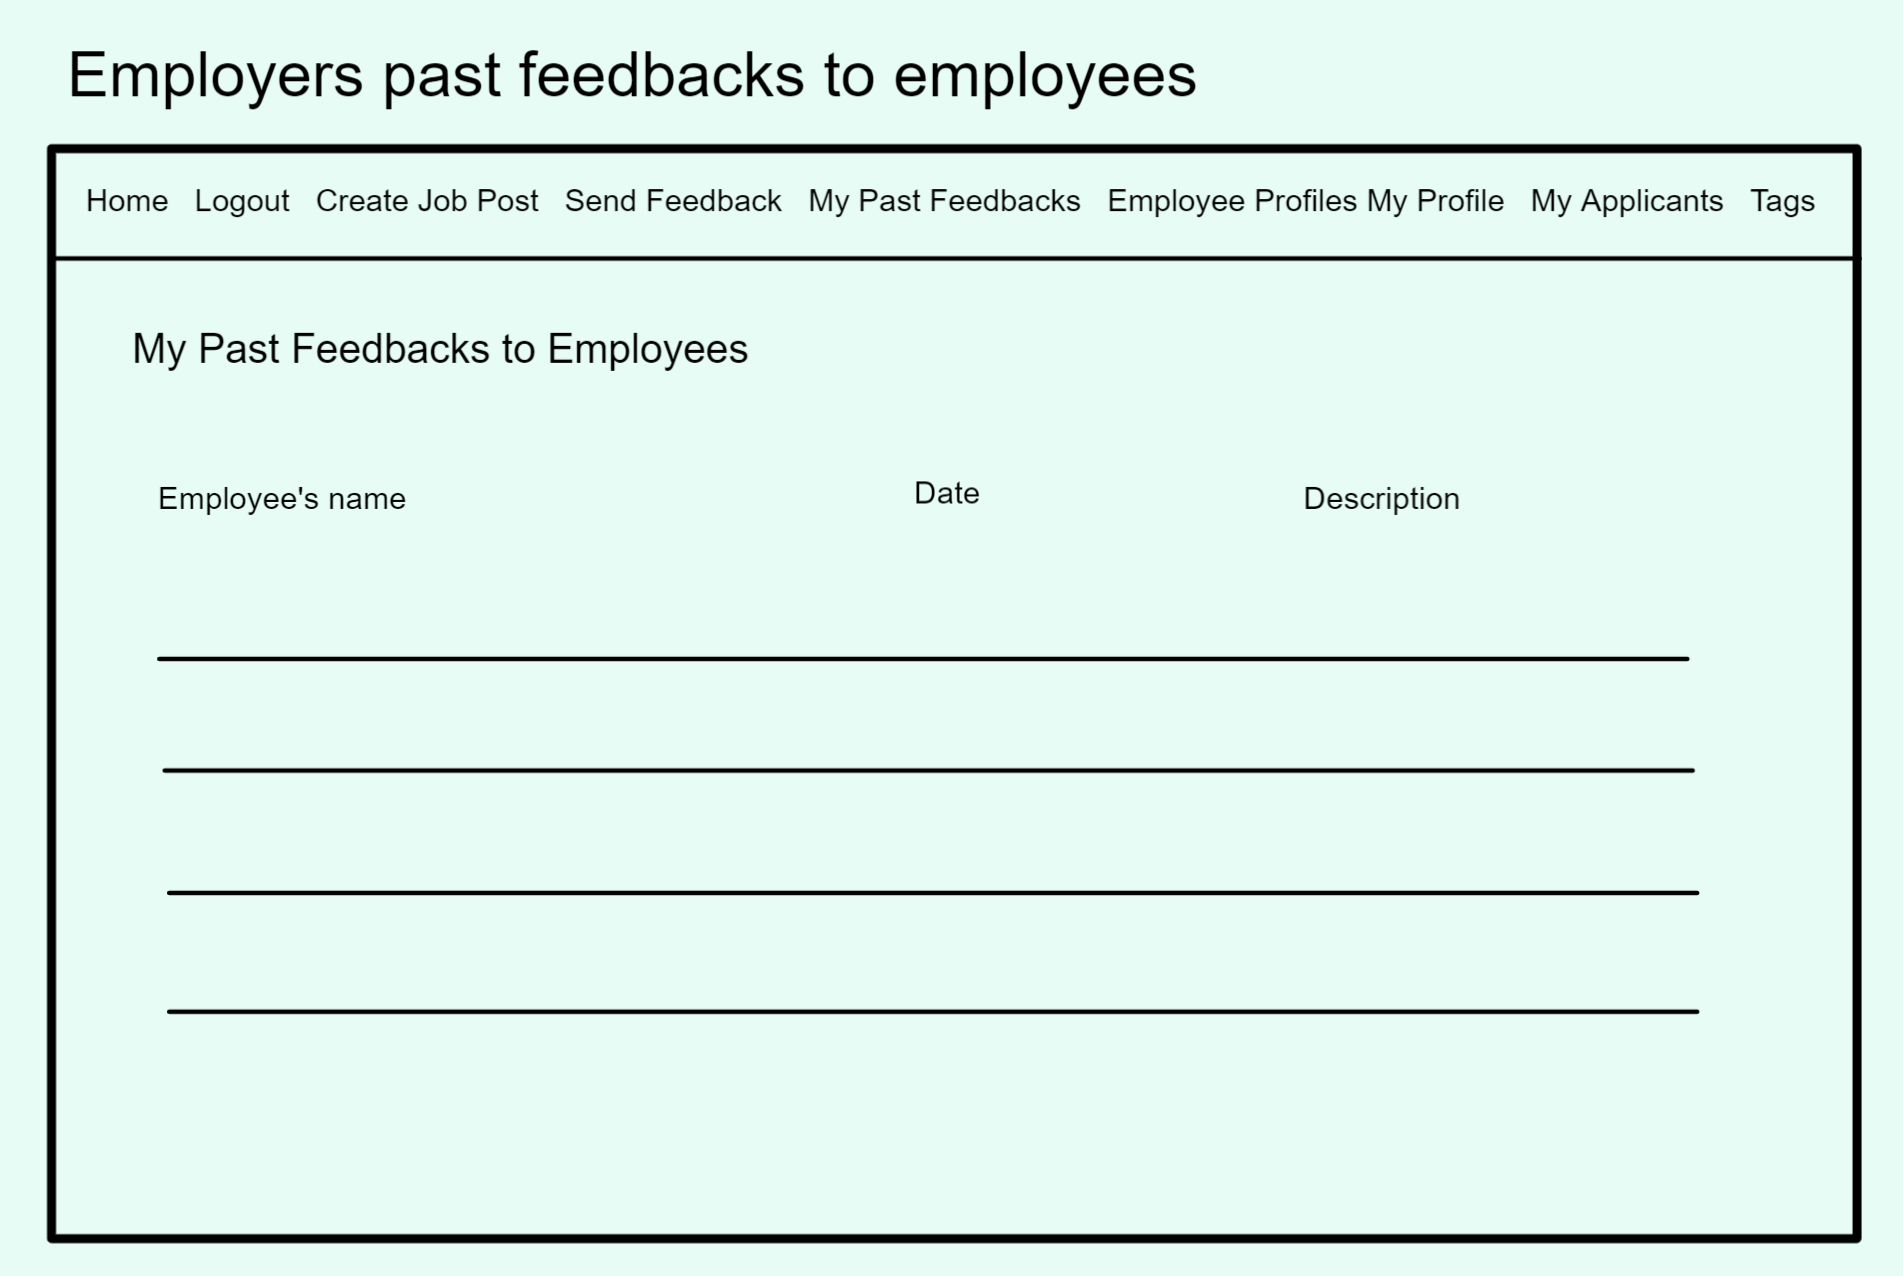 Employers past feedbacks to employees
Home Logout Create Job Post Send Feedback My Past Feedbacks Employee Profiles My Profile My Applicants Tags
My Past Feedbacks to Employees
Employee's name Date Description